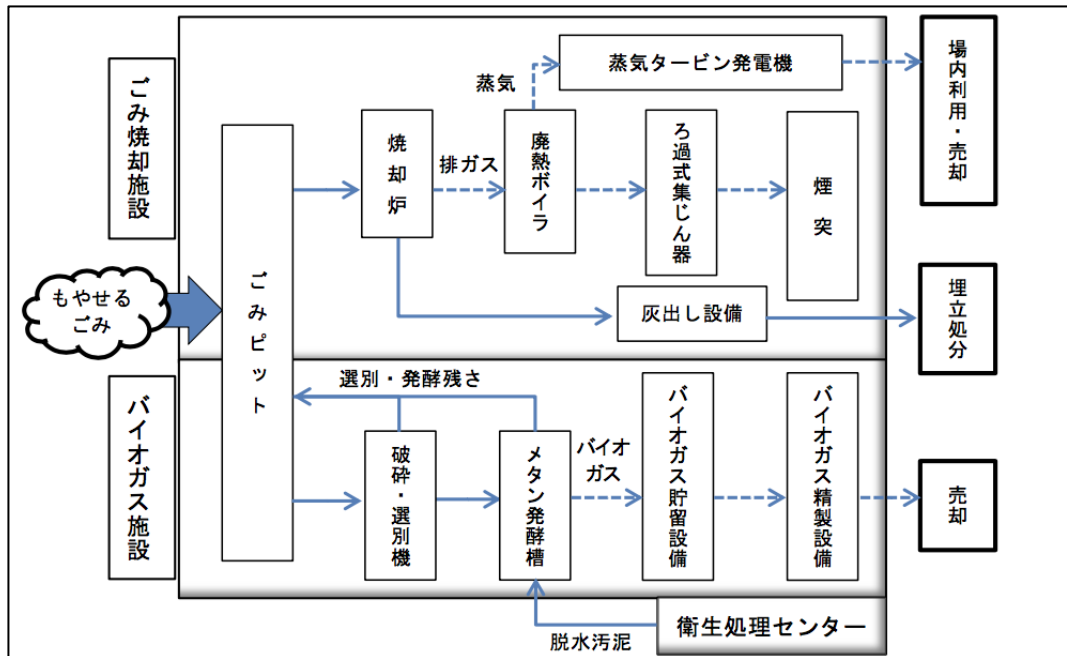 ごみ焼却施設
もやせる
ごみ
バイオガス施設
ごみピット
焼却炉
排ガス
蒸気
廃熱ボイラ
蒸気タービン発電機
ろ過式集じん器
煙突
灰出し設備
場内利用・売却
埋立処分
選別・発酵残さ
破砕・選別機
メタン発酵槽
バイオ
ガス
バイオガス貯留設備
バイオガス精製設備
売却
脱水汚泥
衛生処理センター